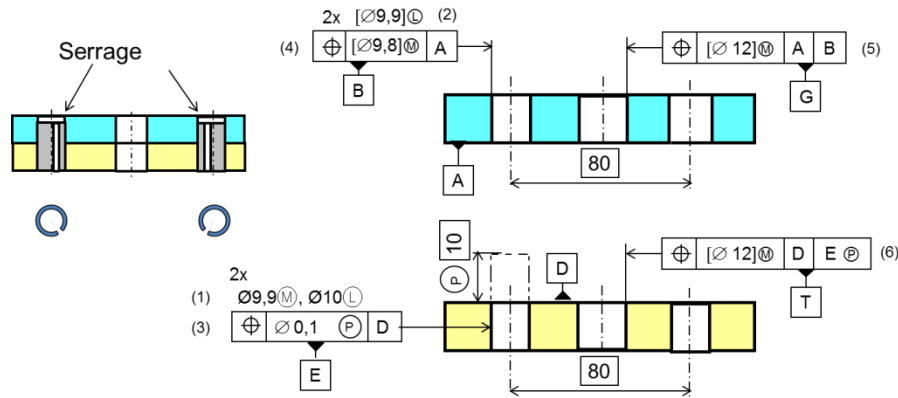 Serrage
2x [Ø9,9]Ⓛ (2)
(4) ⌖ [Ø9,8]Ⓜ A
B
⌖ [Ø 12]Ⓜ A B (5)
G
A
80
10
Ⓟ
D
⌖ [Ø 12]Ⓜ D E Ⓟ (6)
T
2x
(1) Ø9,9Ⓜ, Ø10Ⓛ
(3) ⌖ Ø 0,1 Ⓟ D
E
80